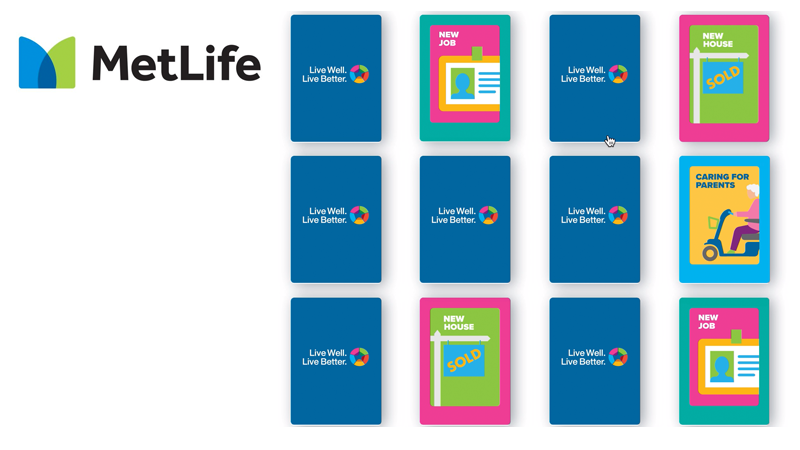 MetLife
Live Well.
Live Better.
NEW
JOB
Live Well.
Live Better.
NEW
HOUSE
SOLD
Live Well.
Live Better.
Live Well.
Live Better.
Live Well.
Live Better.
CARING FOR
PARENTS
Live Well.
Live Better.
NEW
HOUSE
SOLD
Live Well.
Live Better.
NEW
JOB